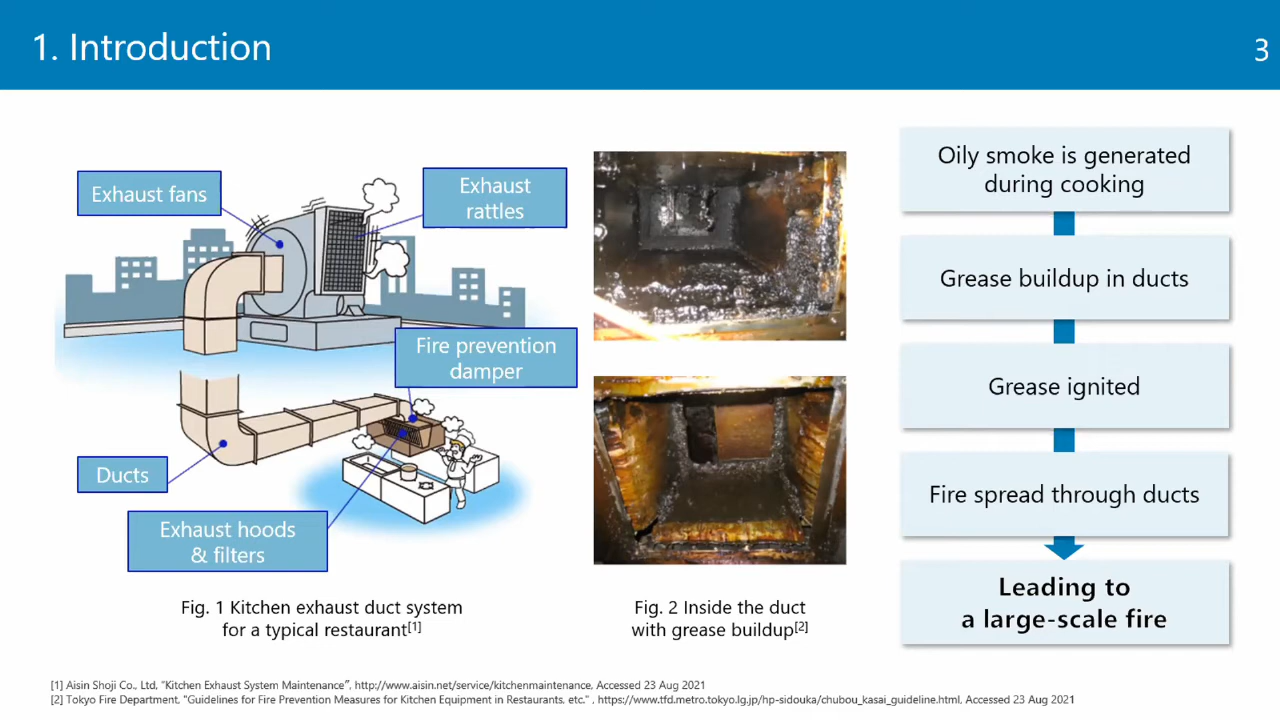 1. Introduction
3
Exhaust fans
Exhaust
rattles
Fire prevention
damper
Ducts
Exhaust hoods
& filters
Fig. 1 Kitchen exhaust duct system
for a typical restaurant[1]
Fig. 2 Inside the duct
with grease buildup[2]
Oily smoke is generated
during cooking
Grease buildup in ducts
Grease ignited
Fire spread through ducts
Leading to
a large-scale fire
[1] Aisin Shoji Co., Ltd, "Kitchen Exhaust System Maintenance", http://www.aisin.net/service/kitchenmaintenance, Accessed 23 Aug 2021
[2] Tokyo Fire Department, "Guidelines for Fire Prevention Measures for Kitchen Equipment in Restaurants, etc." , https://www.tfd.metro.tokyo.lg.jp/hp-sidouka/chubou_kasai_guideline.html, Accessed 23 Aug 2021